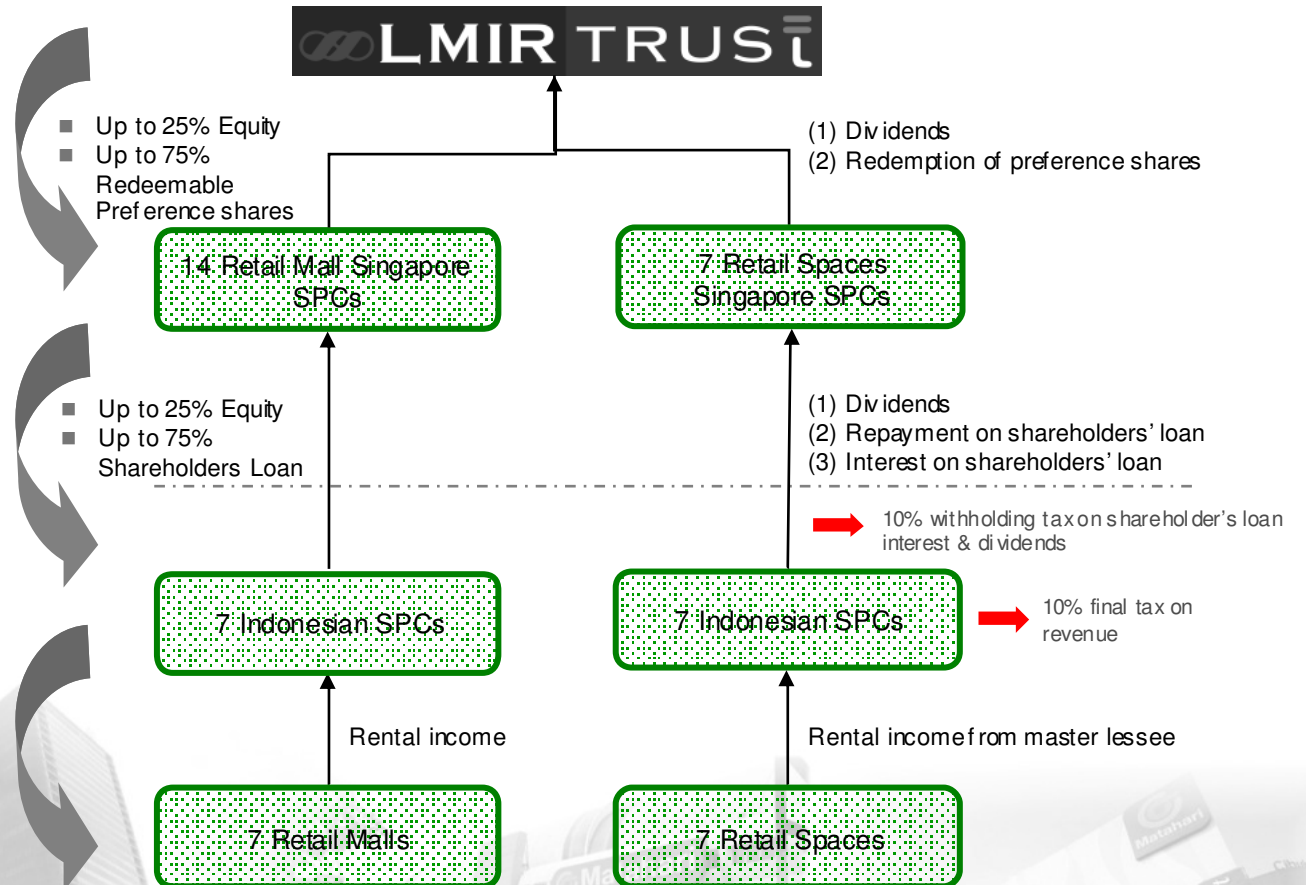 LMIR TRUST
Up to 25% Equity
Up to 75%
Redeemable
Preference shares
(1) Dividends
(2) Redemption of preference shares
14 Retail Mall Singapore
SPCs
7 Retail Spaces
Singapore SPCs
Up to 25% Equity
Up to 75%
Shareholders Loan
(1) Dividends
(2) Repayment on shareholders' loan
(3) Interest on shareholders' loan
10% withholding tax on shareholder's loan
interest & dividends
7 Indonesian SPCs
7 Indonesian SPCs
10% final tax on
revenue
Rental income
Rental income from master lessee
7 Retail Malls
7 Retail Spaces
Matahari